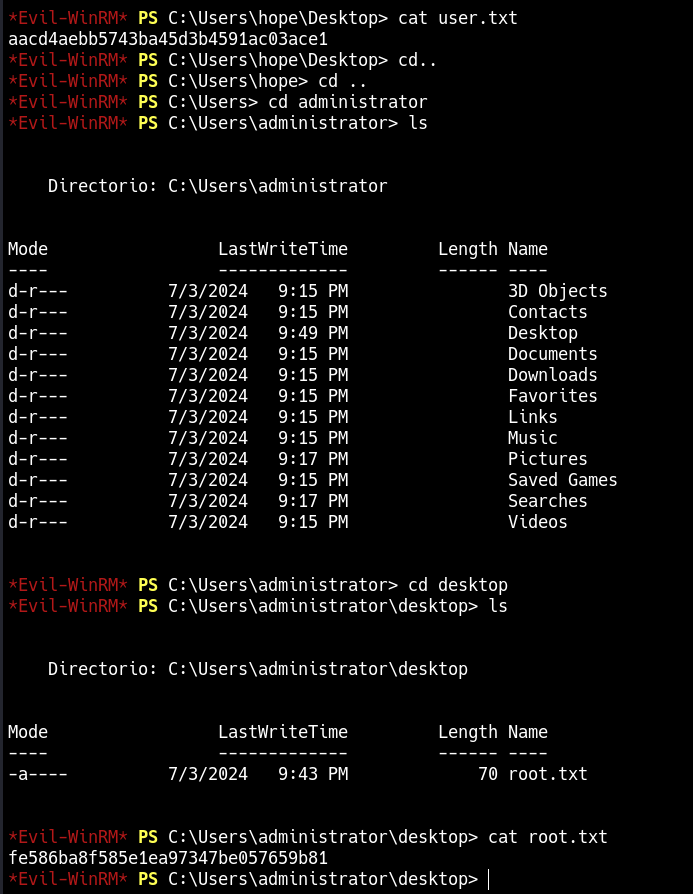 *Evil-WinRM* PS C:\Users\hope\Desktop> cat user.txt
aacd4aebb5743ba45d3b4591ac03ace1
*Evil-WinRM* PS C:\Users\hope\Desktop> cd..
*Evil-WinRM* PS C:\Users\hope> cd ..
*Evil-WinRM* PS C:\Users> cd administrator
*Evil-WinRM* PS C:\Users\administrator> ls
Directorio: C:\Users\administrator
Mode LastWriteTime Length Name
---- ------------- ------ ----
d-r--- 7/3/2024 9:15 PM 3D Objects
d-r--- 7/3/2024 9:15 PM Contacts
d-r--- 7/3/2024 9:49 PM Desktop
d-r--- 7/3/2024 9:15 PM Documents
d-r--- 7/3/2024 9:15 PM Downloads
d-r--- 7/3/2024 9:15 PM Favorites
d-r--- 7/3/2024 9:15 PM Links
d-r--- 7/3/2024 9:15 PM Music
d-r--- 7/3/2024 9:17 PM Pictures
d-r--- 7/3/2024 9:15 PM Saved Games
d-r--- 7/3/2024 9:17 PM Searches
d-r--- 7/3/2024 9:15 PM Videos
*Evil-WinRM* PS C:\Users\administrator> cd desktop
*Evil-WinRM* PS C:\Users\administrator\desktop> ls
Directorio: C:\Users\administrator\desktop
Mode LastWriteTime Length Name
---- ------------- ------ ----
-a---- 7/3/2024 9:43 PM 70 root.txt
*Evil-WinRM* PS C:\Users\administrator\desktop> cat root.txt
fe586ba8f585e1ea97347be057659b81
*Evil-WinRM* PS C:\Users\administrator\desktop>